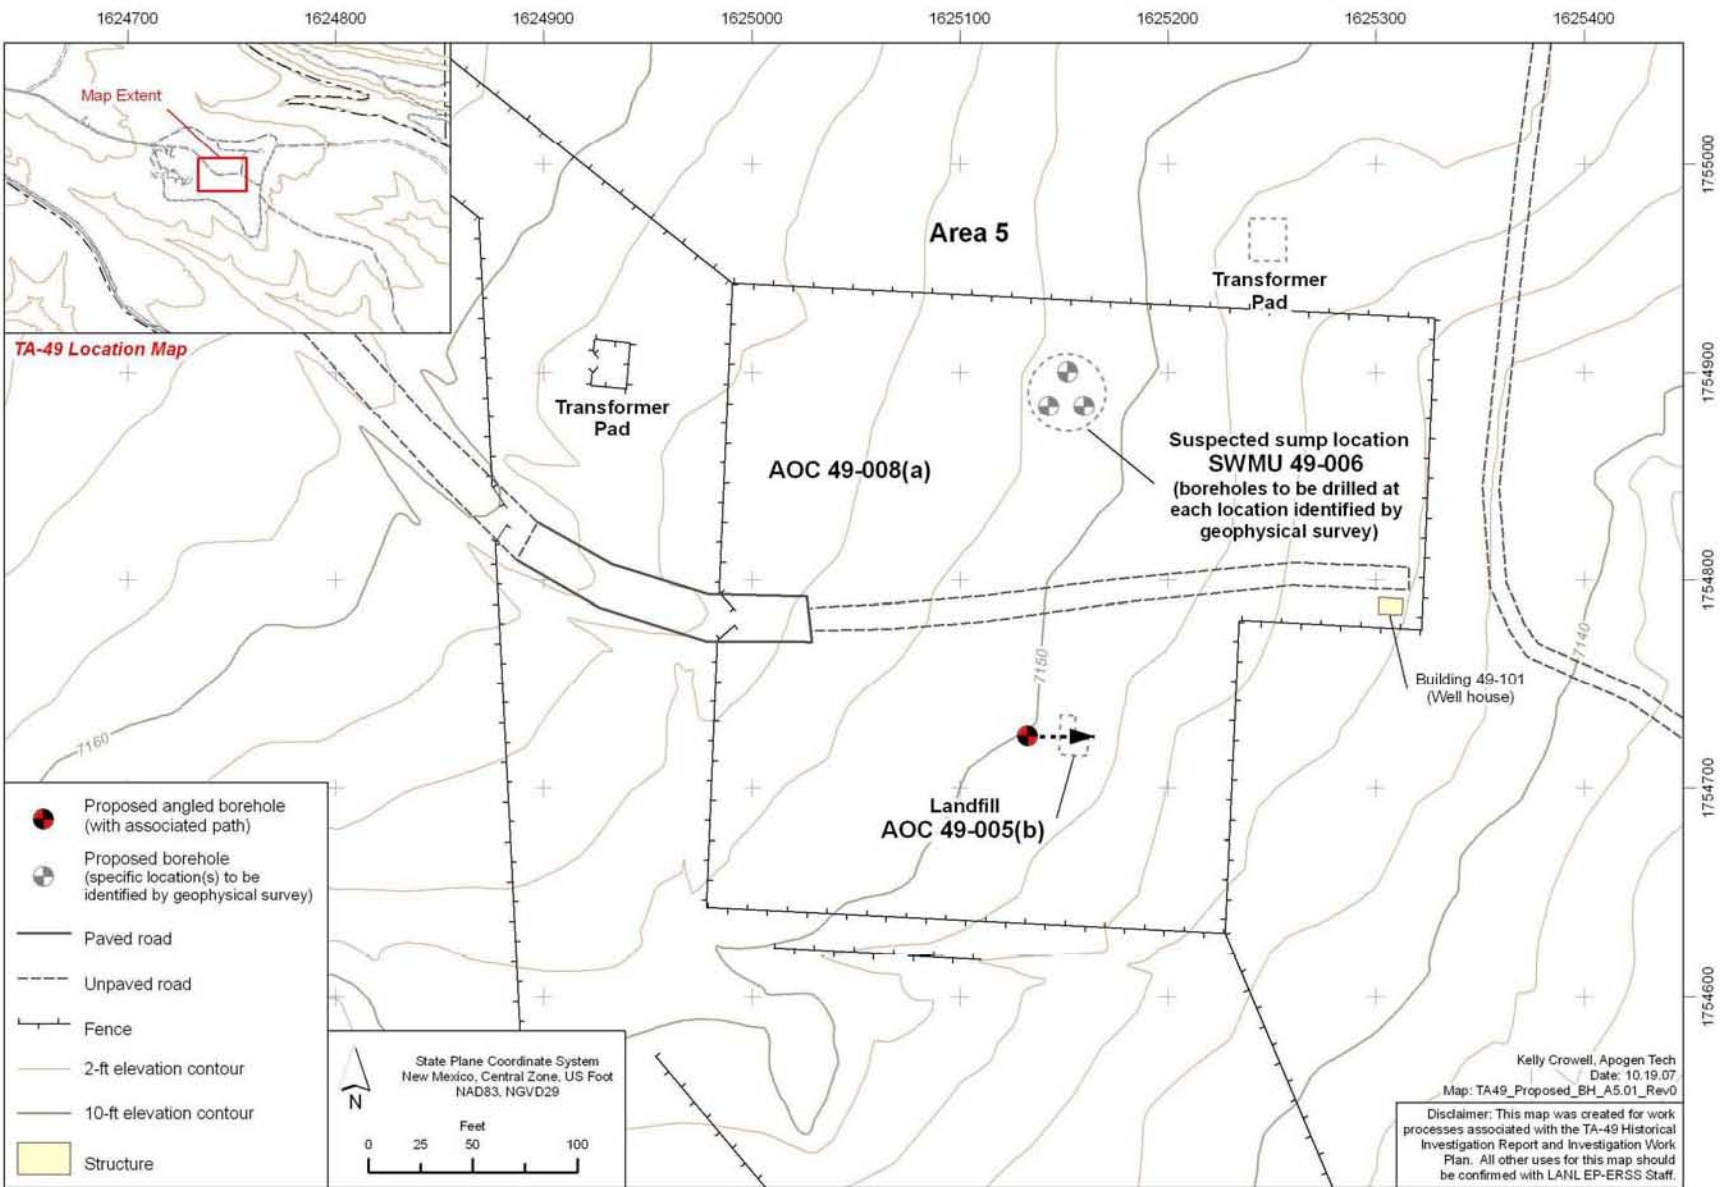 1624700
1624800
1624900
1625000
1625100
1625200
1625300
1625400
Map Extent
TA-49 Location Map
1755000
1754900
1754800
1754700
1754600
Area 5
Transformer
Pad
Transformer
Pad
AOC 49-008(a)
Suspected sump location
SWMU 49-006
(boreholes to be drilled at
each location identified by
geophysical survey)
7150
7140
7160
Building 49-101
(Well house)
Landfill
AOC 49-005(b)
Proposed angled borehole
(with associated path)
Proposed borehole
(specific location(s) to be
identified by geophysical survey)
Paved road
Unpaved road
Fence
2-ft elevation contour
10-ft elevation contour
Structure
N
State Plane Coordinate System
New Mexico, Central Zone, US Foot
NAD83, NGVD29
Feet
0 25 50 100
Kelly Crowell, Apogen Tech
Date: 10.19.07
Map: TA49_Proposed_BH_A5.01_Rev0
Disclaimer: This map was created for work
processes associated with the TA-49 Historical
Investigation Report and Investigation Work
Plan. All other uses for this map should
be confirmed with LANL EP-ERSS Staff.